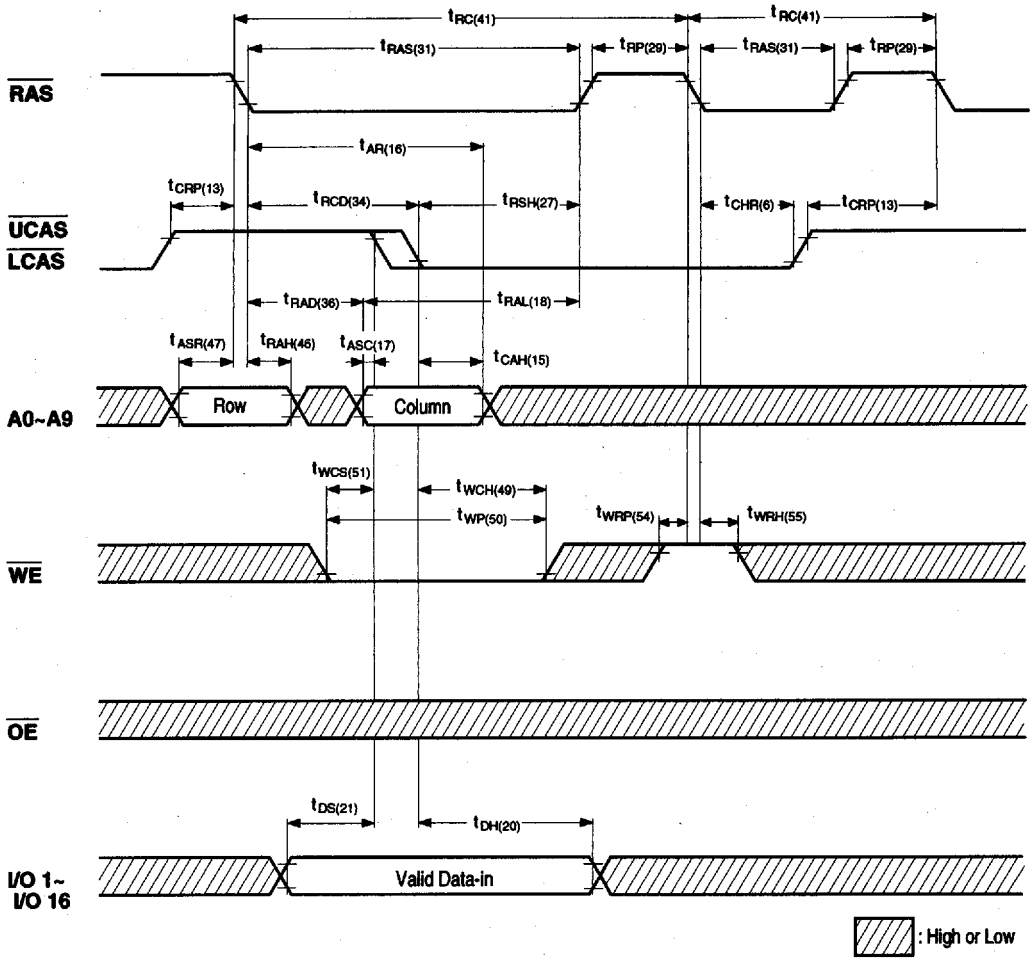 tRC(41) tRC(41)
tRAS(31) tRP(29) tRAS(31) tRP(29)
RAS
tAR(16)
tCRP(13) tRCD(34) tRSH(27) tCHR(6) tCRP(13)
UCAS
LCAS
tRAD(36) tRAL(18)
tASR(47) tRAH(46) tASC(17) tCAH(15)
A0~A9 Row Column
tWCS(51) tWCH(49)
tWP(50) tWRP(54) tWRH(55)
WE
OE
tDS(21) tDH(20)
I/O 1~ Valid Data-in
I/O 16
: High or Low